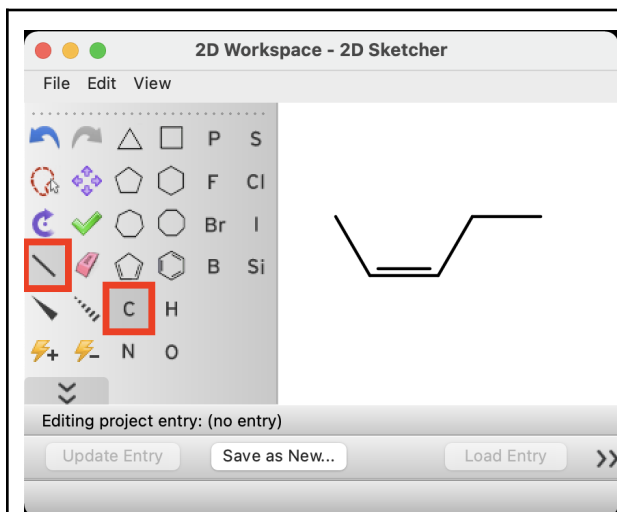 2D Workspace - 2D Sketcher
File Edit View
P S
F Cl
Br I
B Si
C H
N O
Editing project entry: (no entry)
Update Entry Save as New... Load Entry